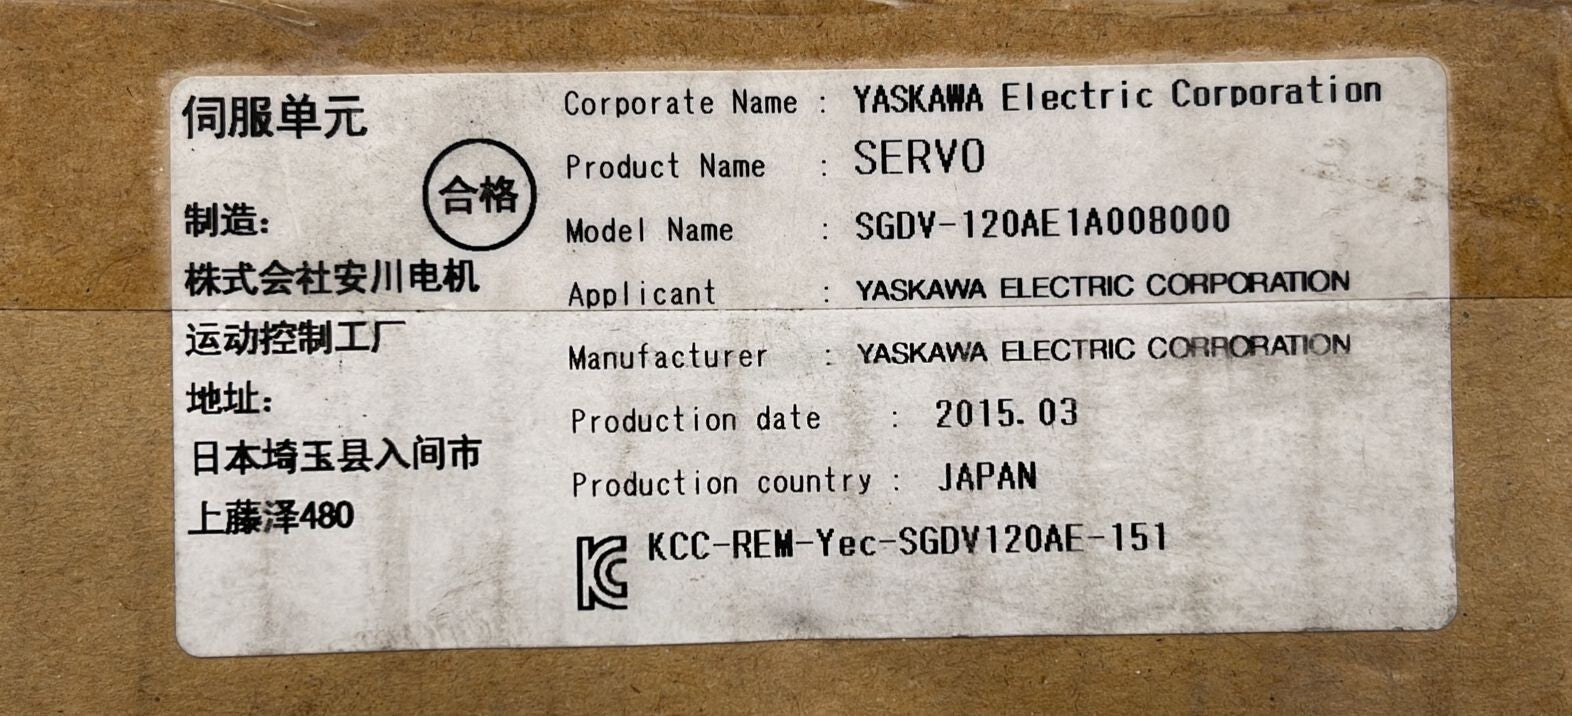 伺服单元
合格
制造:
株式会社安川电机
运动控制工厂
地址:
日本埼玉县入间市
上藤泽480
Corporate Name : YASKAWA Electric Corporation
Product Name : SERVO
Model Name : SGDV-120AE1A008000
Applicant : YASKAWA ELECTRIC CORPORATION
Manufacturer : YASKAWA ELECTRIC CORPORATION
Production date : 2015.03
Production country : JAPAN
KC KCC-REM-Yec-SGDV120AE-151